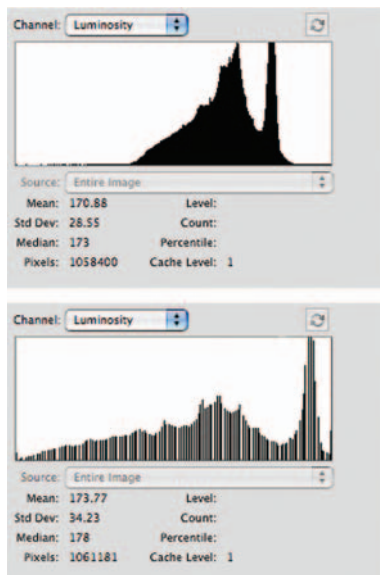 Channel: Luminosity
Source: Entire Image
Mean: 170.88 Level:
Std Dev: 28.55 Count:
Median: 173 Percentile:
Pixels: 1058400 Cache Level: 1
Channel: Luminosity
Source: Entire Image
Mean: 173.77 Level:
Std Dev: 34.23 Count:
Median: 178 Percentile:
Pixels: 1061181 Cache Level: 1